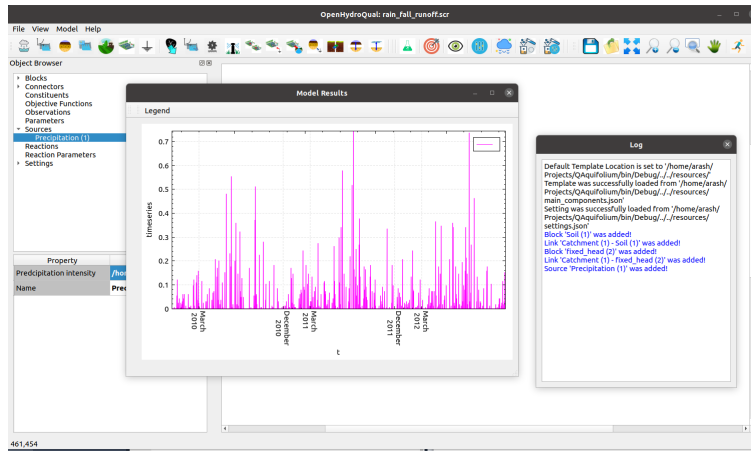 OpenHydroQual: rain_fall_runoff.scr
File View Model Help
Object Browser
Blocks
Connectors
Constituents
Objective Functions
Observations
Parameters
Sources
Precipitation (1)
Reactions
Reaction Parameters
Settings
Property
Predcipitation intensity /ho
Name Prec
Model Results
Legend
0.7
0.6
0.5
0.4
0.3
0.2
0.1
0
timeseries
March 2010
December 2010
March 2011
December 2011
March 2012
t
Log
Default Template Location is set to '/home/arash/
Projects/QAquifolium/bin/Debug/../../resources/'
Template was successfully loaded from '/home/arash/
Projects/QAquifolium/bin/Debug/../../resources/
main_components.json'
Setting was successfully loaded from '/home/arash/
Projects/QAquifolium/bin/Debug/../../resources/
settings.json'
Block 'Soil (1)' was added!
Link 'Catchment (1) - Soil (1)' was added!
Block 'fixed_head (2)' was added!
Link 'Catchment (1) - fixed_head (2)' was added!
Source 'Precipitation (1)' was added!
461,454